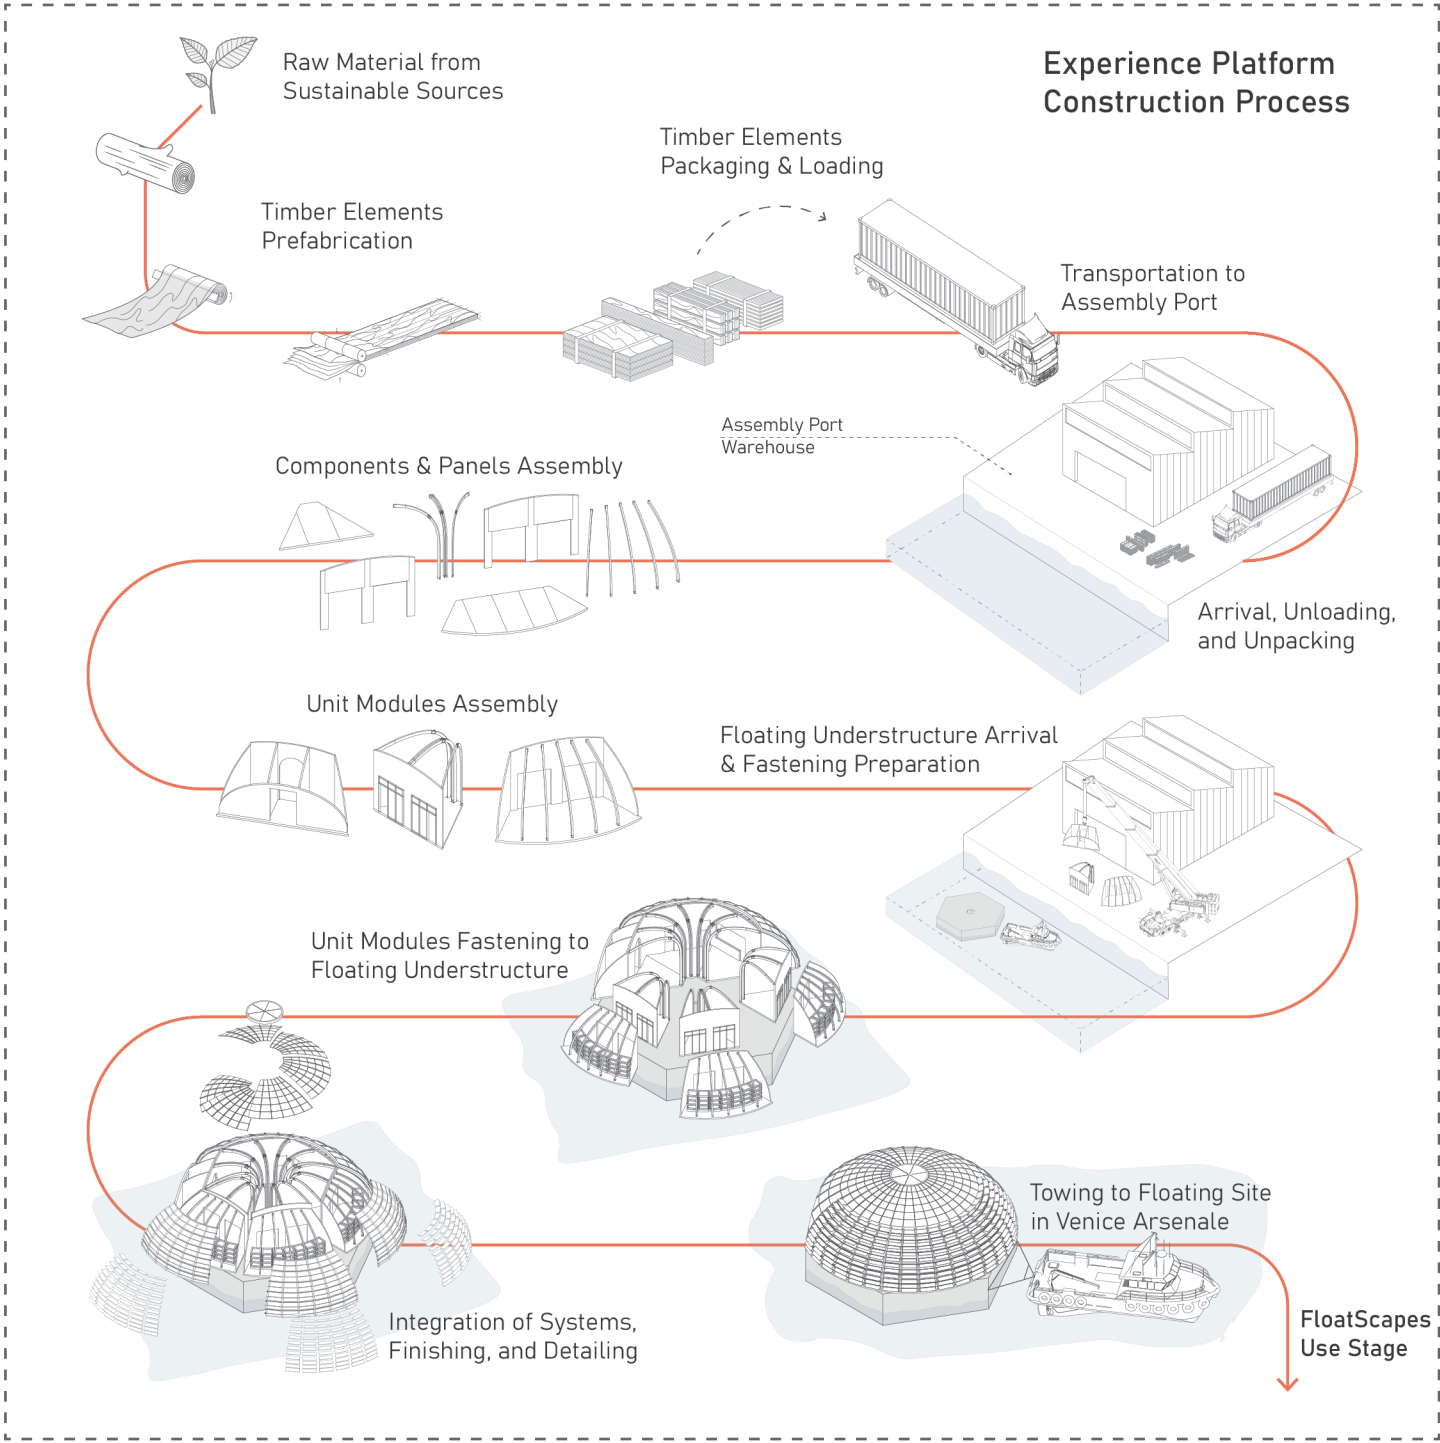 Experience Platform
Construction Process
Raw Material from
Sustainable Sources
Timber Elements
Prefabrication
Timber Elements
Packaging & Loading
Transportation to
Assembly Port
Assembly Port
Warehouse
Arrival, Unloading,
and Unpacking
Components & Panels Assembly
Unit Modules Assembly
Floating Understructure Arrival
& Fastening Preparation
Unit Modules Fastening to
Floating Understructure
Integration of Systems,
Finishing, and Detailing
Towing to Floating Site
in Venice Arsenale
FloatScapes
Use Stage